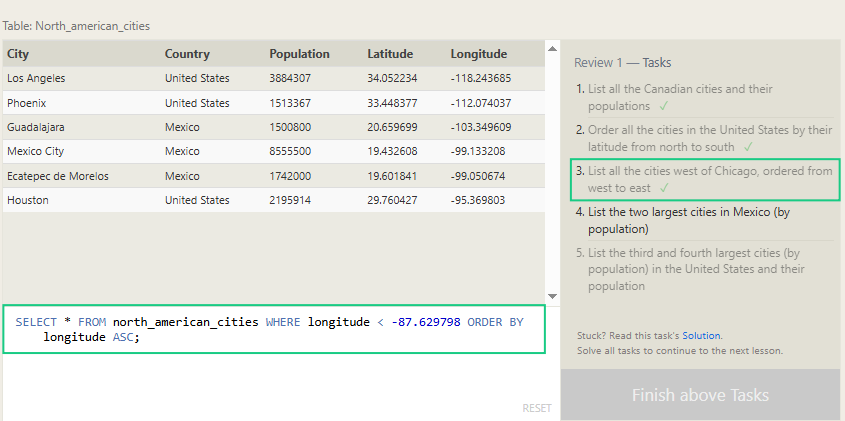 Table: North_american_cities
City Country Population Latitude Longitude
Los Angeles United States 3884307 34.052234 -118.243685
Phoenix United States 1513367 33.448377 -112.074037
Guadalajara Mexico 1500800 20.659699 -103.349609
Mexico City Mexico 8555500 19.432608 -99.133208
Ecatepec de Morelos Mexico 1742000 19.601841 -99.050674
Houston United States 2195914 29.760427 -95.369803
SELECT * FROM north_american_cities WHERE longitude < -87.629798 ORDER BY
longitude ASC;
RESET
Review 1 — Tasks
1. List all the Canadian cities and their
populations ✓
2. Order all the cities in the United States by their
latitude from north to south ✓
3. List all the cities west of Chicago, ordered from
west to east ✓
4. List the two largest cities in Mexico (by
population)
5. List the third and fourth largest cities (by
population) in the United States and their
population
Stuck? Read this task's Solution.
Solve all tasks to continue to the next lesson.
Finish above Tasks